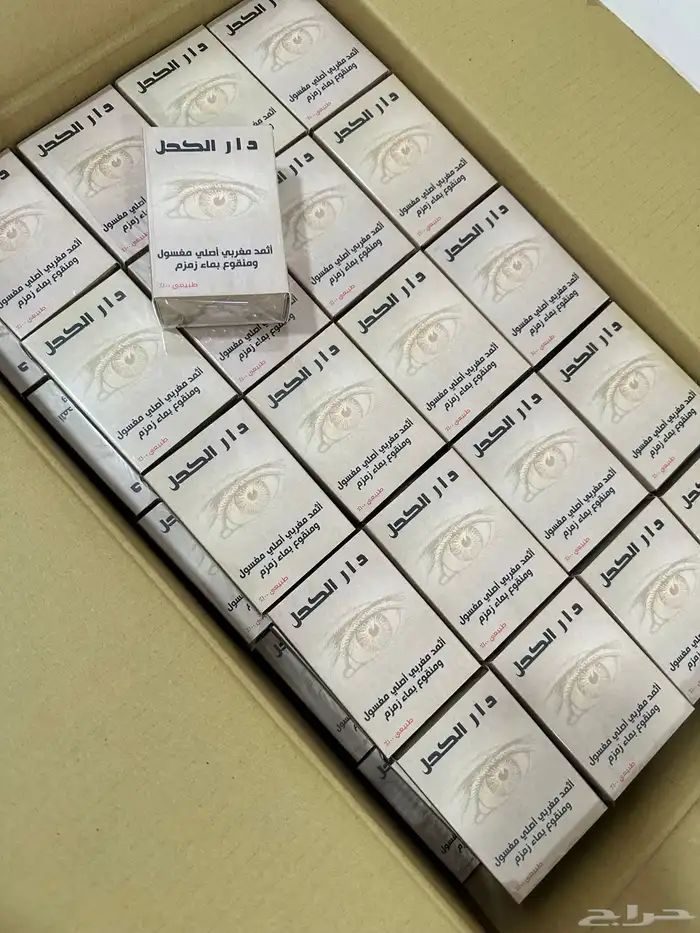 دار الكحل
أثمد مغربي أصلي مغسول
ومنقوع بماء زمزم
طبيعي ١٠٠٪
حراج